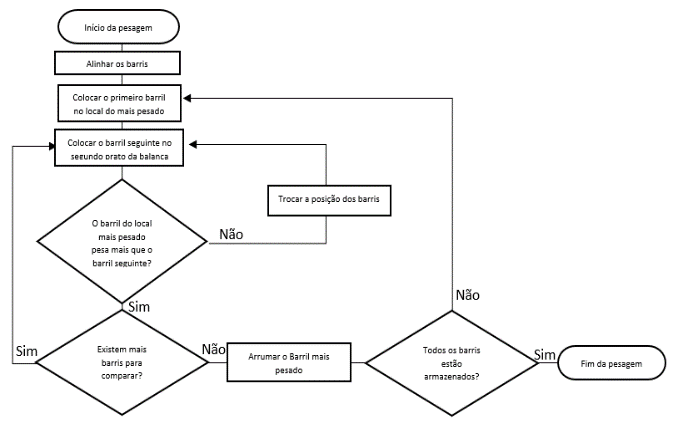 Início da pesagem
Alinhar os barris
Colocar o primeiro barril
no local do mais pesado
Colocar o barril seguinte no
segundo prato da balança
Trocar a posição dos barris
O barril do local
mais pesado
pesa mais que o
barril seguinte?
Não
Sim
Não
Sim
Existem mais
barris para
comparar?
Não
Arrumar o Barril mais
pesado
Todos os barris
estão
armazenados?
Sim
Fim da pesagem